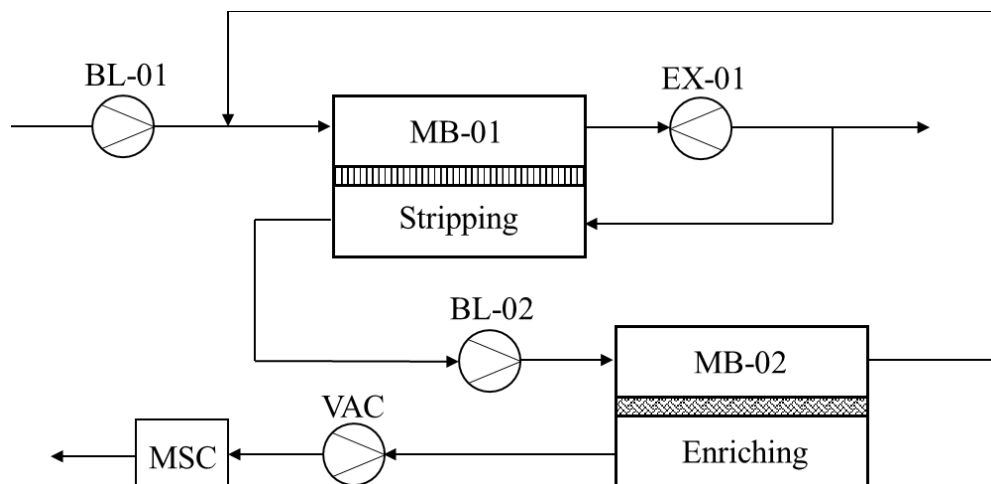 BL-01
EX-01
MB-01
Stripping
BL-02
MB-02
VAC
Enriching
MSC